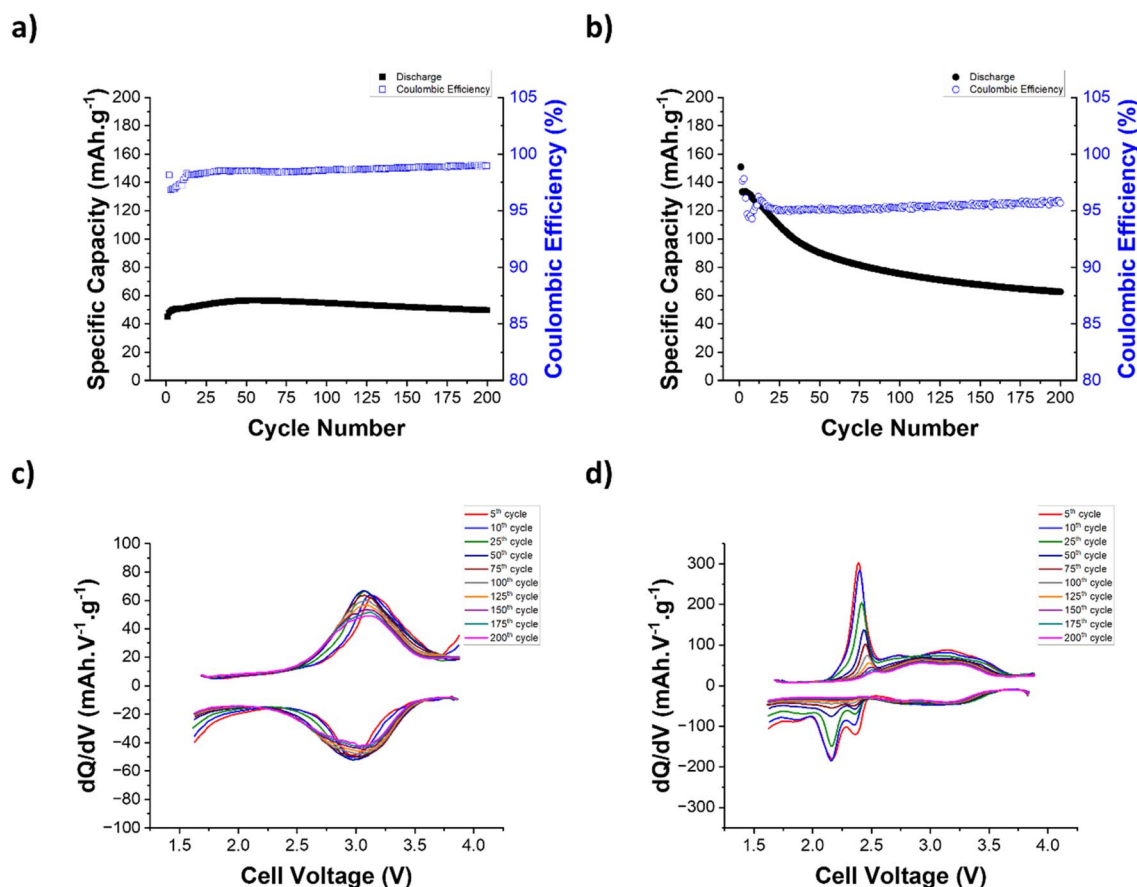 a)
Discharge
Coulombic Efficiency
Specific Capacity (mAh.g⁻¹)
200
180
160
140
120
100
80
60
40
20
0
105
100
95
90
85
80
Coulombic Efficiency (%)
0 25 50 75 100 125 150 175 200
Cycle Number
b)
Discharge
Coulombic Efficiency
Specific Capacity (mAh.g⁻¹)
200
180
160
140
120
100
80
60
40
20
0
105
100
95
90
85
80
Coulombic Efficiency (%)
0 25 50 75 100 125 150 175 200
Cycle Number
c)
5th cycle
10th cycle
25th cycle
50th cycle
75th cycle
100th cycle
125th cycle
150th cycle
175th cycle
200th cycle
dQ/dV (mAh.V⁻¹.g⁻¹)
100
80
60
40
20
0
−20
−40
−60
−80
−100
1.5 2.0 2.5 3.0 3.5 4.0
Cell Voltage (V)
d)
5th cycle
10th cycle
25th cycle
50th cycle
75th cycle
100th cycle
125th cycle
150th cycle
175th cycle
200th cycle
dQ/dV (mAh.V⁻¹.g⁻¹)
300
200
100
0
−100
−200
−300
1.5 2.0 2.5 3.0 3.5 4.0
Cell Voltage (V)